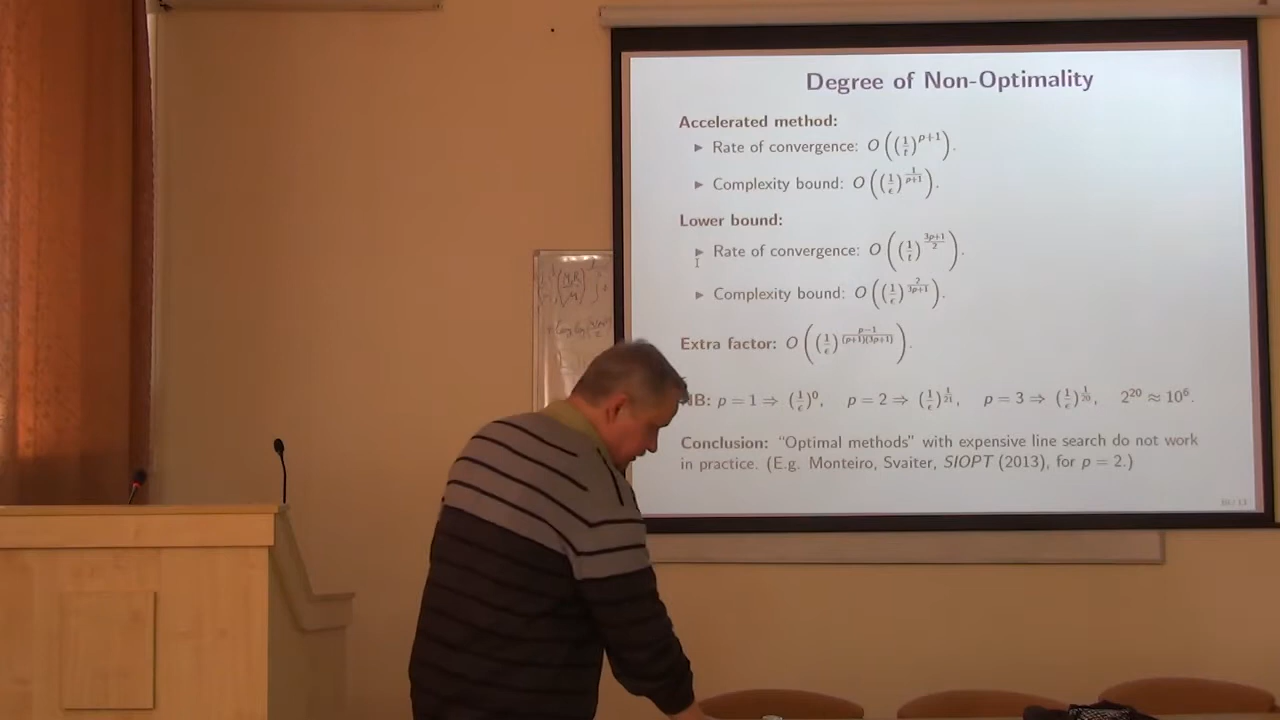 Degree of Non-Optimality
Accelerated method:
▶ Rate of convergence: O((1/t)^{p+1}).
▶ Complexity bound: O((1/ϵ)^{1/(p+1)}).
Lower bound:
▶ Rate of convergence: O((1/t)^{(3p+1)/2}).
▶ Complexity bound: O((1/ϵ)^{2/(3p+1)}).
Extra factor: O((1/ϵ)^{(p−1)/((p+1)(3p+1))}).
NB: p = 1 ⇒ (1/ϵ)^0, p = 2 ⇒ (1/ϵ)^{1/21}, p = 3 ⇒ (1/ϵ)^{1/20}, 2^{20} ≈ 10^6.
Conclusion: “Optimal methods” with expensive line search do not work
in practice. (E.g. Monteiro, Svaiter, SIOPT (2013), for p = 2.)